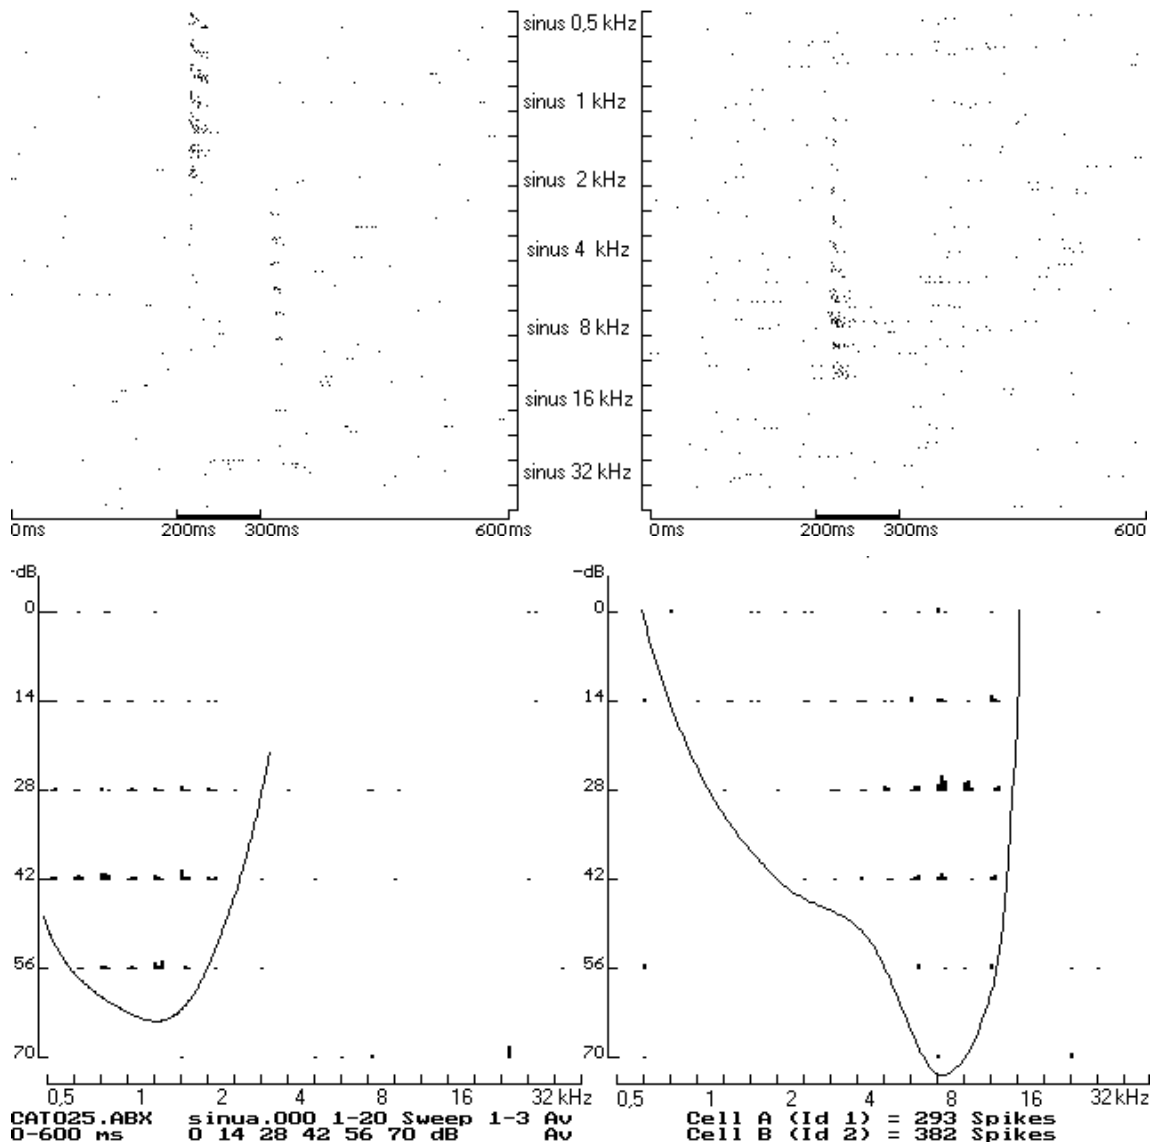 sinus 0,5 kHz
sinus 1 kHz
sinus 2 kHz
sinus 4 kHz
sinus 8 kHz
sinus 16 kHz
sinus 32 kHz
0ms 200ms 300ms 600ms
0ms 200ms 300ms 600
-dB
0
14
28
42
56
70
0,5 1 2 4 8 16 32 kHz
-dB
0
14
28
42
56
70
0,5 1 2 4 8 16 32 kHz
CAT025.ABX sinua.000 1-20 Sweep 1-3 Av Cell A (Id 1) = 293 Spikes
0-600 ms 0 14 28 42 56 70 dB Av Cell B (Id 2) = 382 Spikes